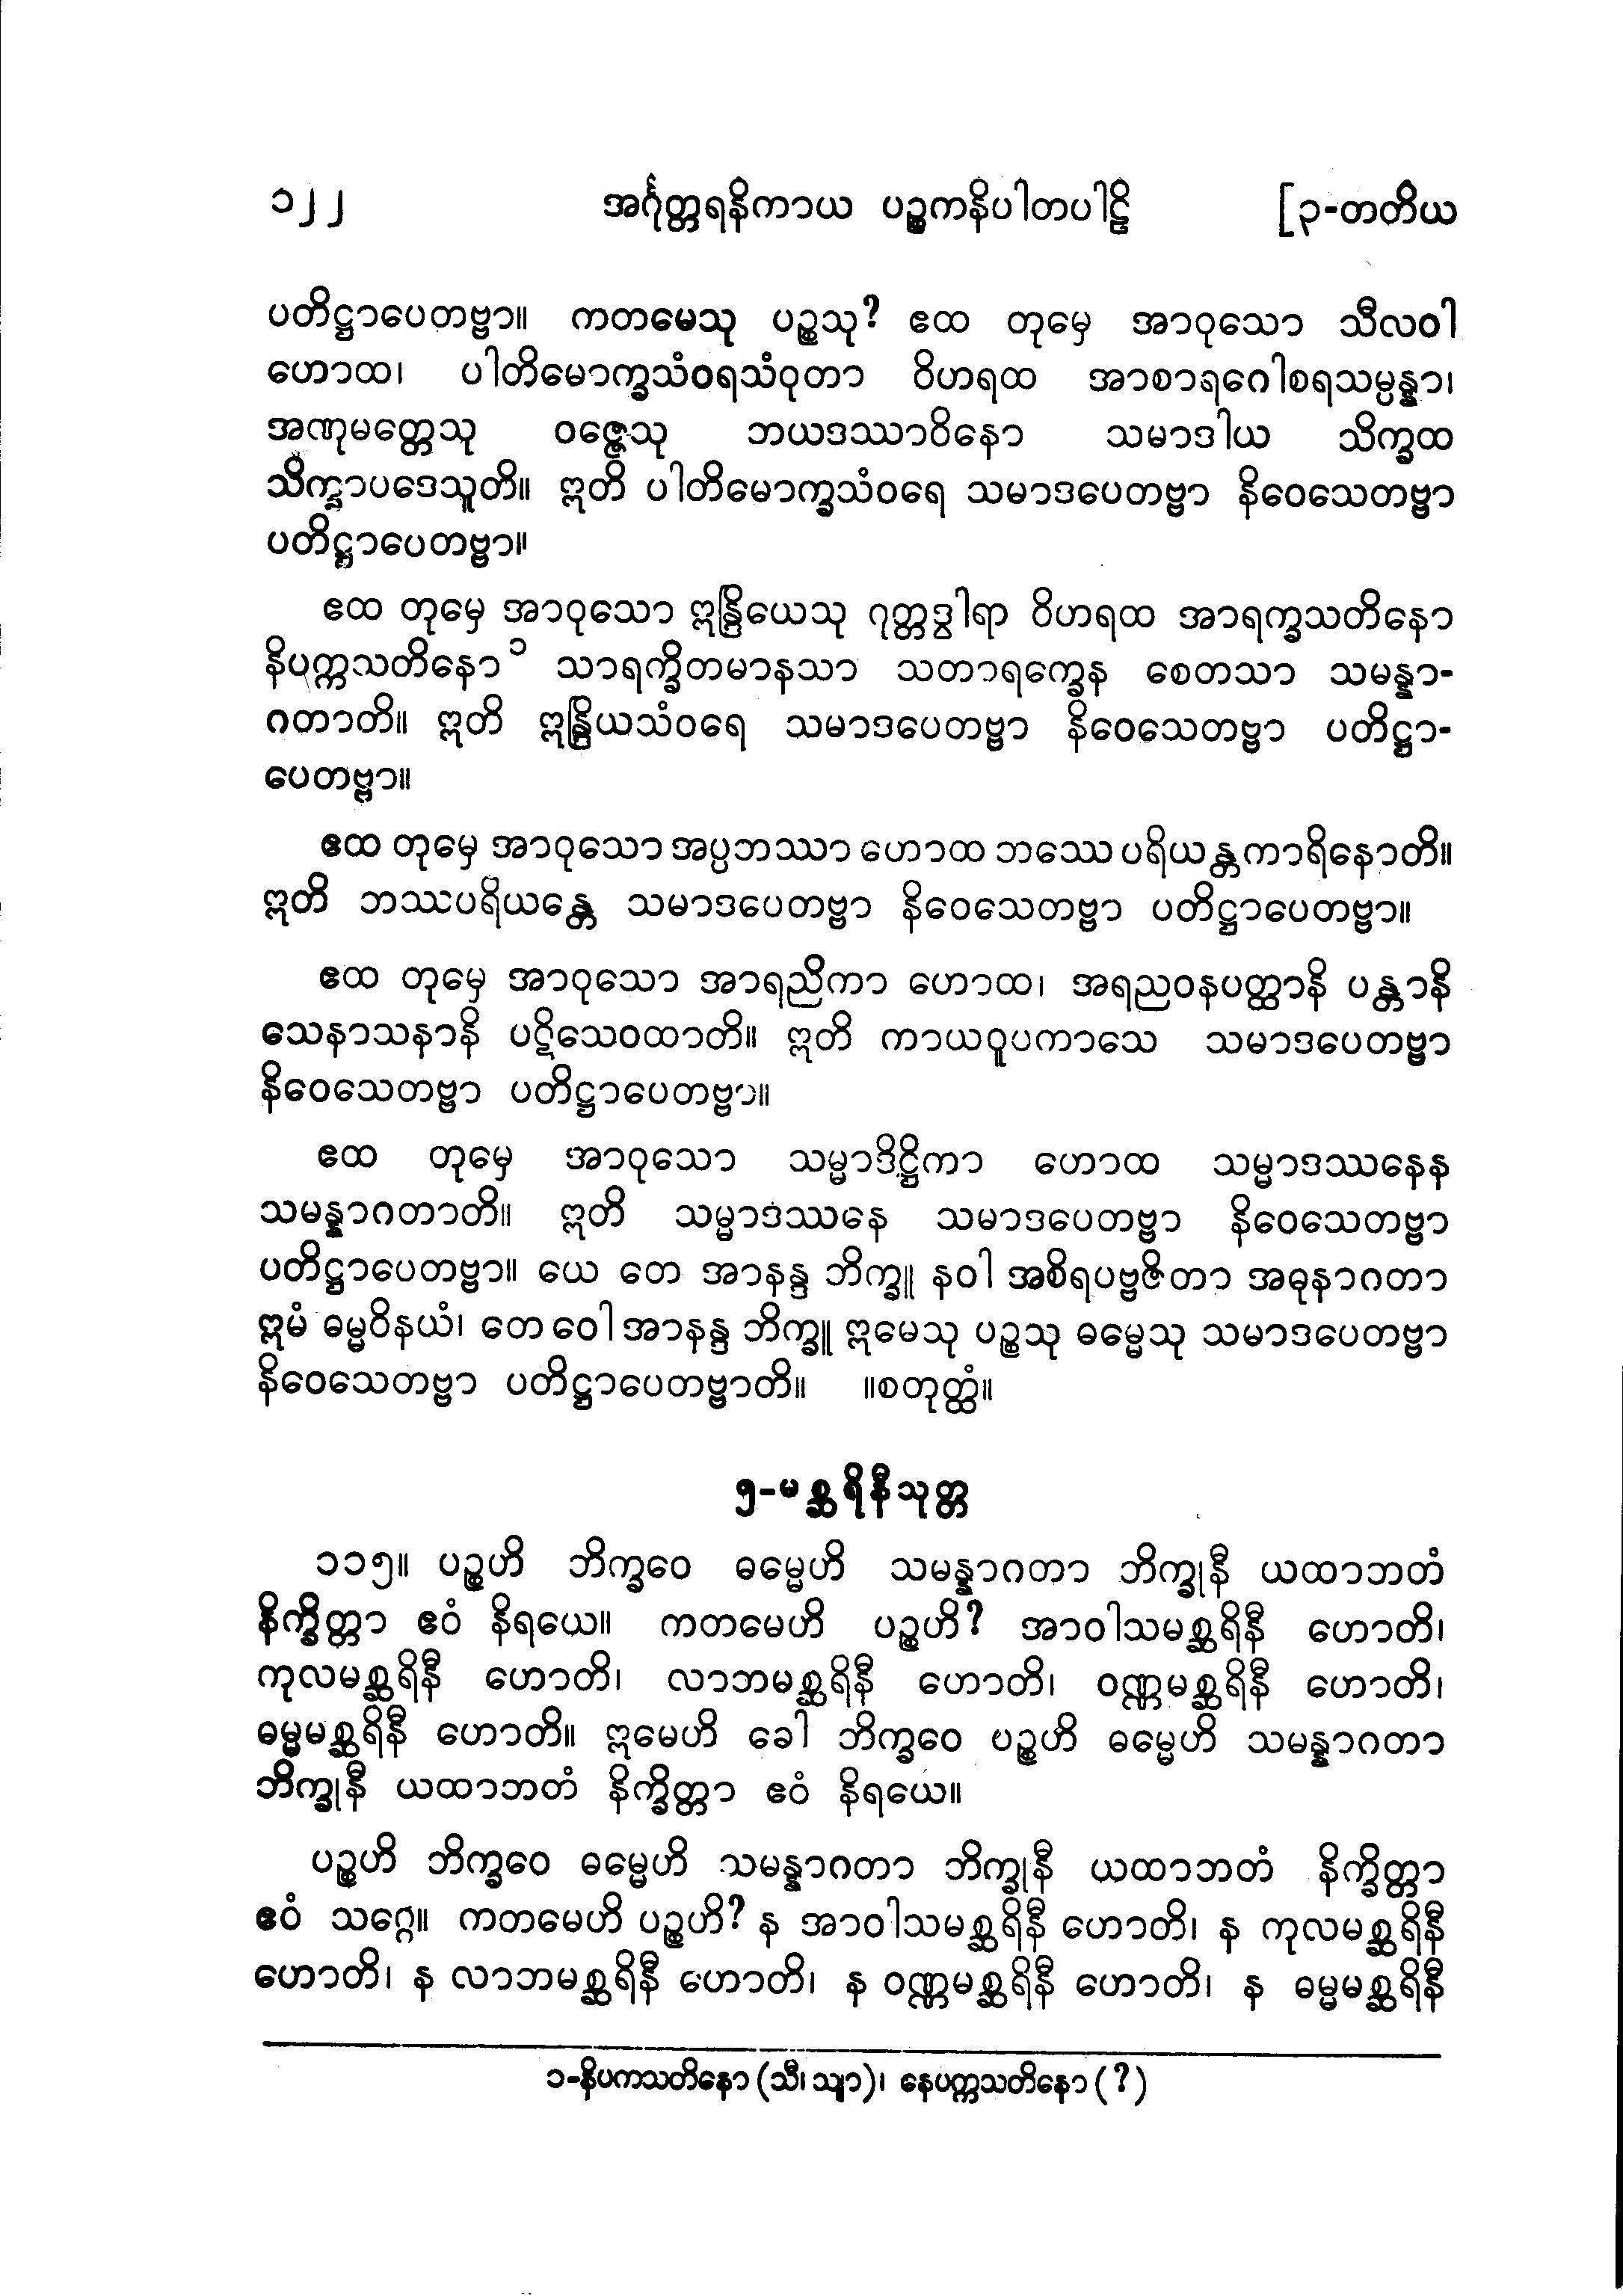 ၁၂၂ အင်္ဂုတ္တရနိကာယ ပဉ္စကနိပါတပါဠိ [၃-တတိယ
ပတိဋ္ဌာပေတဗ္ဗာ။ ကတမေသု ပဉ္စသု? ဧထ တုမှေ အာဝုသော သီလဝါ
ဟောထ၊ ပါတိမောက္ခသံဝရသံဝုတာ ဝိဟရထ အာစာရဂေါစရသမ္ပန္နာ၊
အဏုမတ္တေသု ဝဇ္ဇေသု ဘယဒဿာဝိနော သမာဒါယ သိက္ခထ
သိက္ခာပဒေသူတိ။ ဣတိ ပါတိမောက္ခသံဝရေ သမာဒပေတဗ္ဗာ နိဝေသေတဗ္ဗာ
ပတိဋ္ဌာပေတဗ္ဗာ။
ဧထ တုမှေ အာဝုသော ဣန္ဒြိယေသု ဂုတ္တဒွါရာ ဝိဟရထ အာရက္ခသတိနော
နိပက္ကသတိနော ၁ သာရက္ခိတမာနသာ သတာရက္ခေန စေတသာ သမန္နာ-
ဂတာတိ။ ဣတိ ဣန္ဒြိယသံဝရေ သမာဒပေတဗ္ဗာ နိဝေသေတဗ္ဗာ ပတိဋ္ဌာ-
ပေတဗ္ဗာ။
ဧထ တုမှေ အာဝုသော အပ္ပဘဿာ ဟောထ ဘဿေ ပရိယန္တကာရိနောတိ။
ဣတိ ဘဿပရိယန္တေ သမာဒပေတဗ္ဗာ နိဝေသေတဗ္ဗာ ပတိဋ္ဌာပေတဗ္ဗာ။
ဧထ တုမှေ အာဝုသော အာရညိကာ ဟောထ၊ အရညဝနပတ္ထာနိ ပန္တာနိ
သေနာသနာနိ ပဋိသေဝထာတိ။ ဣတိ ကာယဝူပကာသေ သမာဒပေတဗ္ဗာ
နိဝေသေတဗ္ဗာ ပတိဋ္ဌာပေတဗ္ဗာ။
ဧထ တုမှေ အာဝုသော သမ္မာဒိဋ္ဌိကာ ဟောထ သမ္မာဒဿနေန
သမန္နာဂတာတိ။ ဣတိ သမ္မာဒဿနေ သမာဒပေတဗ္ဗာ နိဝေသေတဗ္ဗာ
ပတိဋ္ဌာပေတဗ္ဗာ။ ယေ တေ အာနန္ဒ ဘိက္ခူ နဝါ အစိရပဗ္ဗဇိတာ အဓုနာဂတာ
ဣမံ ဓမ္မဝိနယံ၊ တေ ဝေါ အာနန္ဒ ဘိက္ခူ ဣမေသု ပဉ္စသု ဓမ္မေသု သမာဒပေတဗ္ဗာ
နိဝေသေတဗ္ဗာ ပတိဋ္ဌာပေတဗ္ဗာတိ။ ။စတုတ္ထံ။
၅-မစ္ဆရိနီသုတ္တ
၁၁၅။ ပဉ္စဟိ ဘိက္ခဝေ ဓမ္မေဟိ သမန္နာဂတာ ဘိက္ခုနီ ယထာဘတံ
နိက္ခိတ္တာ ဧဝံ နိရယေ။ ကတမေဟိ ပဉ္စဟိ? အာဝါသမစ္ဆရိနီ ဟောတိ၊
ကုလမစ္ဆရိနီ ဟောတိ၊ လာဘမစ္ဆရိနီ ဟောတိ၊ ဝဏ္ဏမစ္ဆရိနီ ဟောတိ၊
ဓမ္မမစ္ဆရိနီ ဟောတိ။ ဣမေဟိ ခေါ ဘိက္ခဝေ ပဉ္စဟိ ဓမ္မေဟိ သမန္နာဂတာ
ဘိက္ခုနီ ယထာဘတံ နိက္ခိတ္တာ ဧဝံ နိရယေ။
ပဉ္စဟိ ဘိက္ခဝေ ဓမ္မေဟိ သမန္နာဂတာ ဘိက္ခုနီ ယထာဘတံ နိက္ခိတ္တာ
ဧဝံ သဂ္ဂေ။ ကတမေဟိ ပဉ္စဟိ? န အာဝါသမစ္ဆရိနီ ဟောတိ၊ န ကုလမစ္ဆရိနီ
ဟောတိ၊ န လာဘမစ္ဆရိနီ ဟောတိ၊ န ဝဏ္ဏမစ္ဆရိနီ ဟောတိ၊ န ဓမ္မမစ္ဆရိနီ
၁-နိပကသတိနော (သီ၊ သျာ)၊ နေပက္ကသတိနော (?)